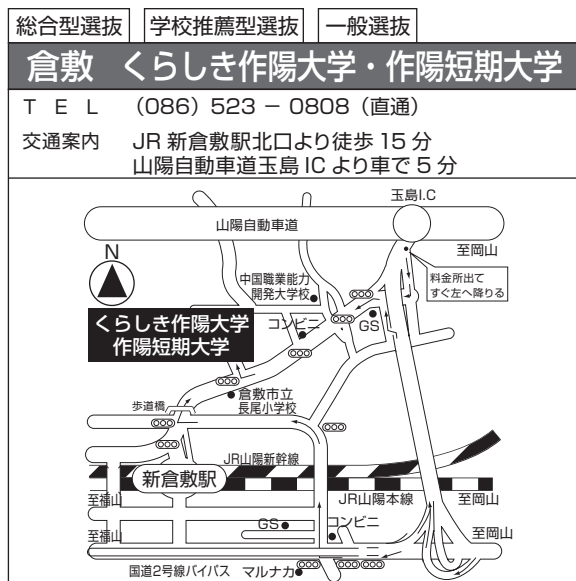 総合型選抜 学校推薦型選抜 一般選抜
倉敷 くらしき作陽大学・作陽短期大学
TEL (086) 523 − 0808 (直通)
交通案内 JR 新倉敷駅北口より徒歩 15 分
山陽自動車道玉島 IC より車で 5 分
玉島I.C
山陽自動車道
至岡山
N
料金所出て
すぐ左へ降りる
中国職業能力
開発大学校
くらしき作陽大学
作陽短期大学
コンビニ
GS
倉敷市立
長尾小学校
歩道橋
JR山陽新幹線
新倉敷駅
至福山
JR山陽本線
至岡山
至福山
GS
コンビニ
至岡山
国道2号線バイパス
マルナカ